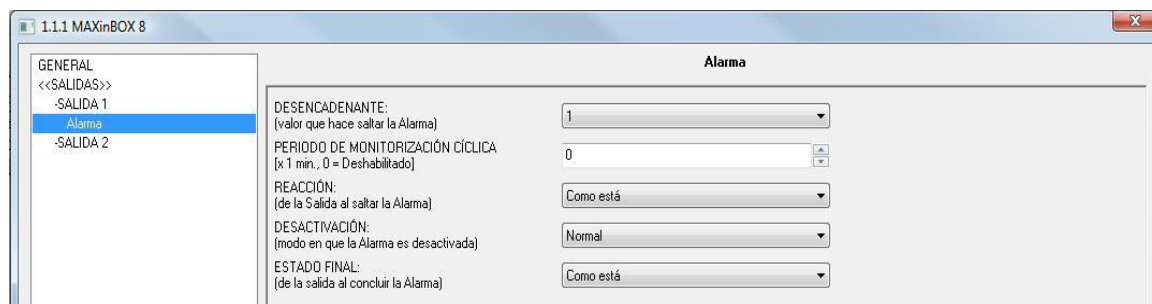 1.1.1 MAXinBOX 8
GENERAL
<<SALIDAS>>
-SALIDA 1
Alarma
-SALIDA 2
Alarma
DESENCADENANTE:
(valor que hace saltar la Alarma)
1
PERIODO DE MONITORIZACIÓN CÍCLICA
[x 1 min., 0 = Deshabilitado]
0
REACCIÓN:
(de la Salida al saltar la Alarma)
Como está
DESACTIVACIÓN:
(modo en que la Alarma es desactivada)
Normal
ESTADO FINAL:
(de la salida al concluir la Alarma)
Como está